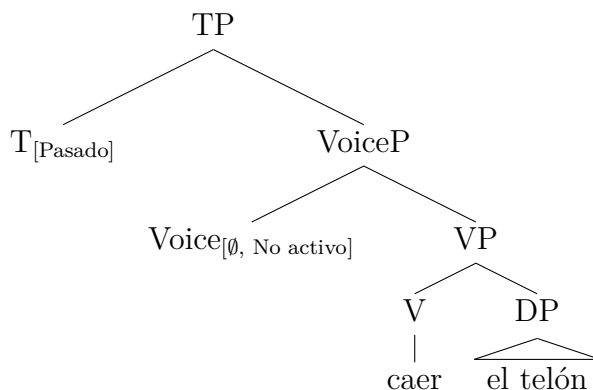 TP
T[Pasado] VoiceP
Voice[∅, No activo] VP
V DP
caer el telón